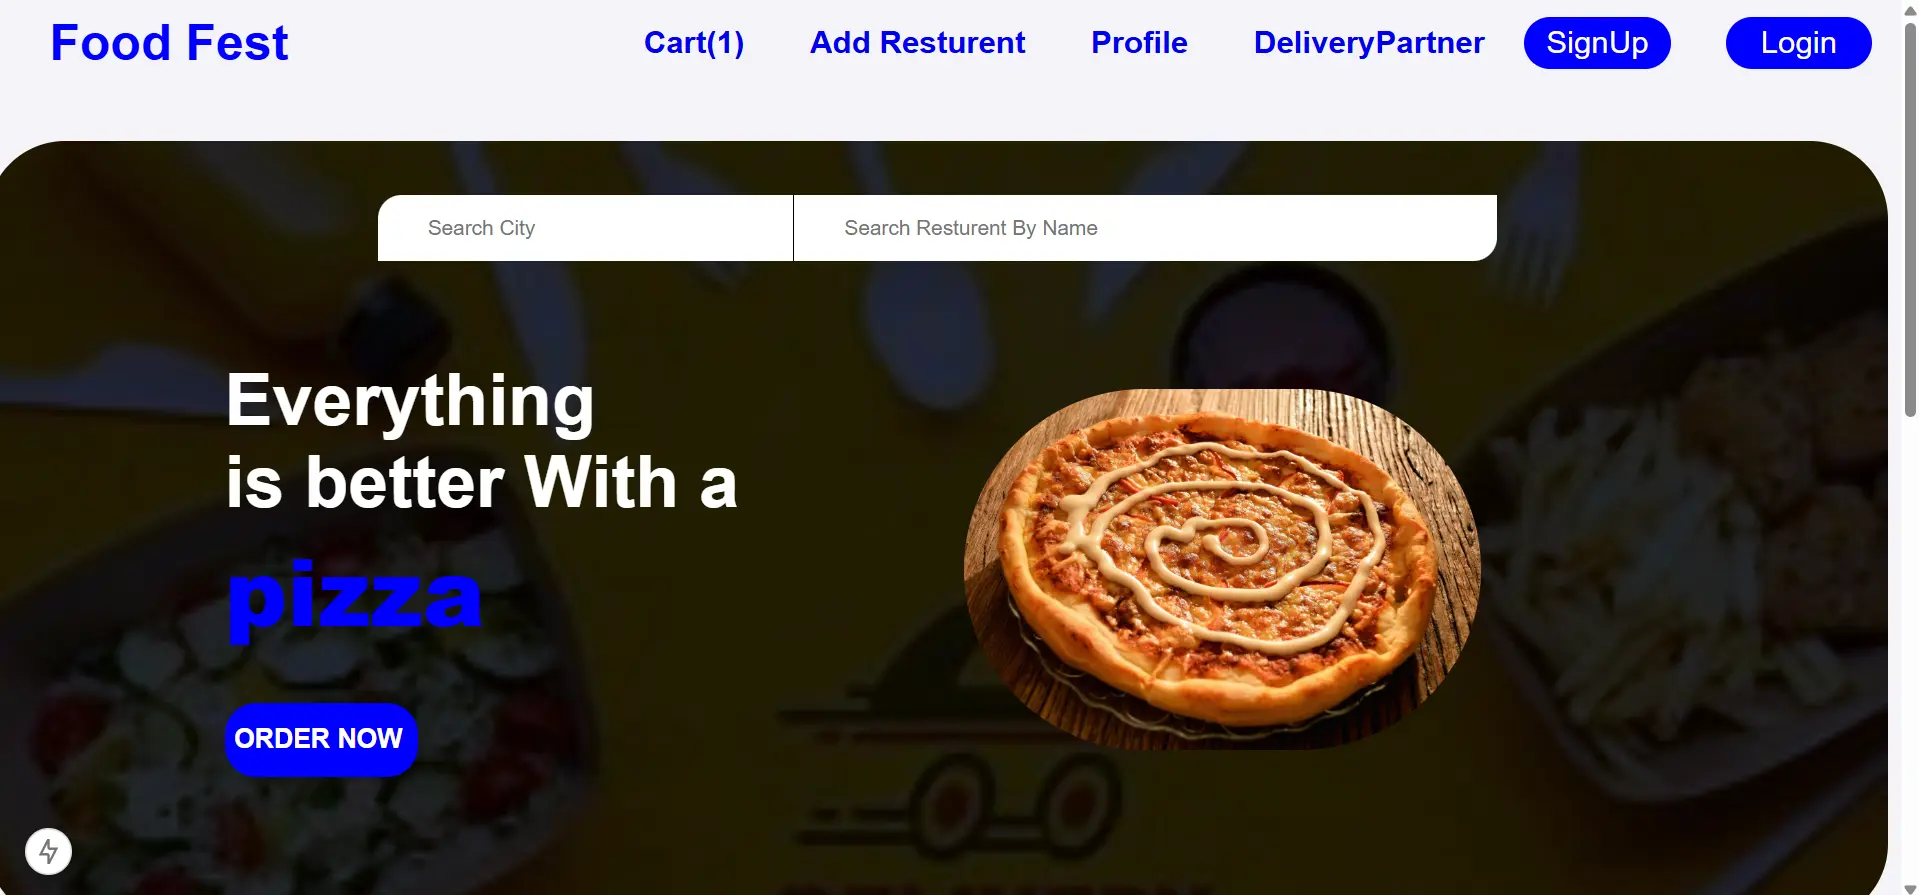 Food Fest
Cart(1) Add Resturent Profile DeliveryPartner SignUp Login
Search City Search Resturent By Name
Everything
is better With a
pizza
ORDER NOW